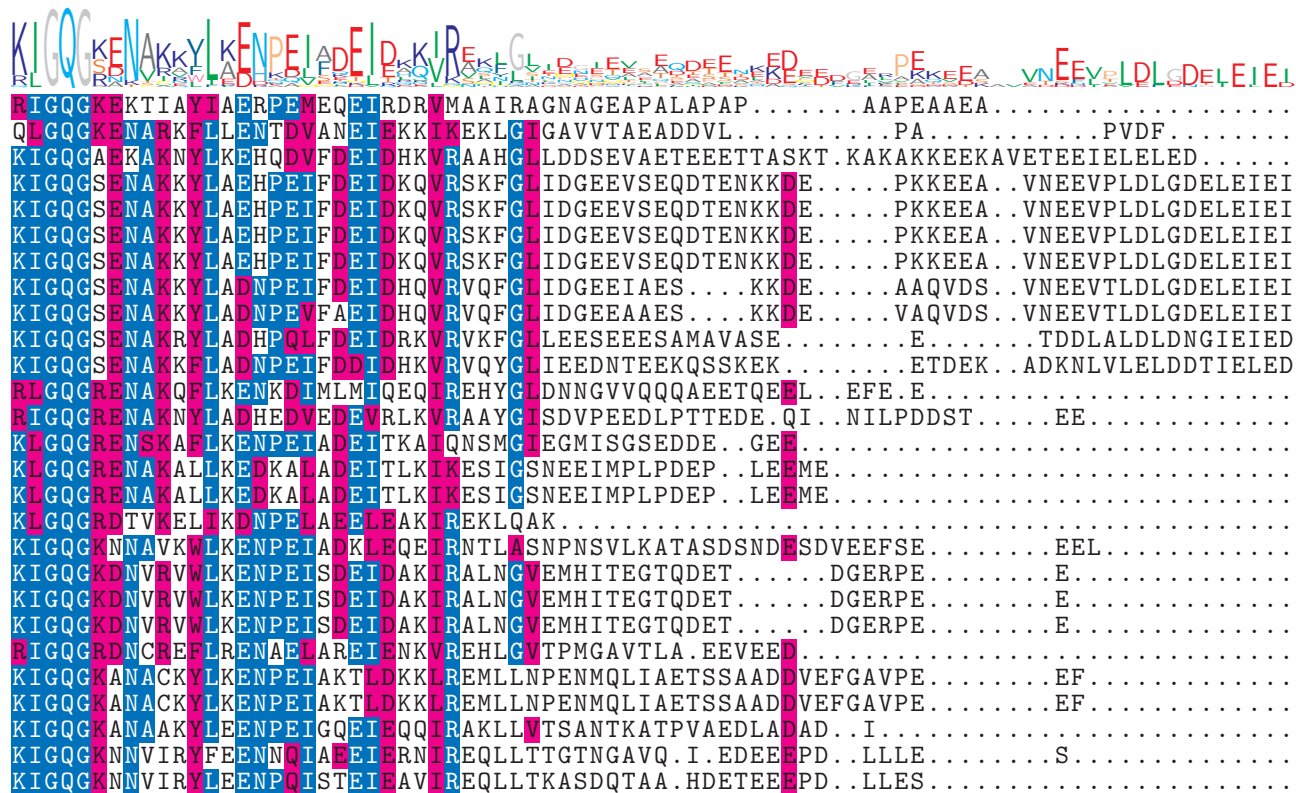 RIGQGKEKTIAYIAERPEMEQEIRDRVMAAIRAGNAGEAPALAPAP.......AAPEAAEA...................
QLGQGKENARKFLLENTDVANEIEKKIKEKLGIGAVVTAEADDVL..........PA...........PVDF........
KIGQGAEKAKNYLKEHQDVFDEIDHKVRAAHGLLDDSEVAETEEETTASKT.KAKAKKEEKAVETEEIELELED......
KIGQGSENAKKYLAEHPEIFDEIDKQVRSKFGLIDGEEVSEQDTENKKDE.....PKKEEA..VNEEVPLDLGDELEIEI
KIGQGSENAKKYLAEHPEIFDEIDKQVRSKFGLIDGEEVSEQDTENKKDE.....PKKEEA..VNEEVPLDLGDELEIEI
KIGQGSENAKKYLAEHPEIFDEIDKQVRSKFGLIDGEEVSEQDTENKKDE.....PKKEEA..VNEEVPLDLGDELEIEI
KIGQGSENAKKYLAEHPEIFDEIDKQVRSKFGLIDGEEVSEQDTENKKDE.....PKKEEA..VNEEVPLDLGDELEIEI
KIGQGSENAKKYLADNPEIFDEIDHQVRVQFGLIDGEEIAES....KKDE.....AAQVDS..VNEEVTLDLGDELEIEI
KIGQGSENAKKYLADNPEVFAEIDHQVRVQFGLIDGEEAAES....KKDE.....VAQVDS..VNEEVTLDLGDELEIEI
KIGQGSENAKRYLADHPQLFDEIDRKVRVKFGLLEESEEESAMAVASE........E.......TDDLALDLDNGIEIED
KIGQGSENAKKFLADNPEIFDDIDHKVRVQYGLIEEDNTEEKQSSKEK........ETDEK..ADKNLVLELDDTIELED
RLGQGRENAKQFLKENKDIMLMIQEQIREHYGLDNNGVVQQQAEETQEEL..EFE.E.......................
RIGQGRENAKNYLADHEDVEDEVRLKVRAAYGISDVPEEDLPTTEDE.QI..NILPDDST.....EE.............
KLGQGRENSKAFLKENPEIADEITKAIQNSMGIEGMISGSEDDE..GEE...............................
KLGQGRENAKALLKEDKALADEITLKIKESIGSNEEIMPLPDEP..LEEME.............................
KLGQGRENAKALLKEDKALADEITLKIKESIGSNEEIMPLPDEP..LEEME.............................
KLGQGRDTVKELIKDNPELAEELEAKIREKLQAK..............................................
KIGQGKNNAVKWLKENPEIADKLEQEIRNTLASNPNSVLKATASDSNDESDVEEFSE........EEL............
KIGQGKDNVRVWLKENPEISDEIDAKIRALNGVEMHITEGTQDET......DGERPE........E..............
KIGQGKDNVRVWLKENPEISDEIDAKIRALNGVEMHITEGTQDET......DGERPE........E..............
KIGQGKDNVRVWLKENPEISDEIDAKIRALNGVEMHITEGTQDET......DGERPE........E..............
RIGQGRDNCREFLRENAELAREIENKVREHLGVTPMGAVTLA.EEVEED...............................
KIGQGKANACKYLKENPEIAKTLDKKLREMLLNPENMQLIAETSSAADDVEFGAVPE........EF.............
KIGQGKANACKYLKENPEIAKTLDKKLREMLLNPENMQLIAETSSAADDVEFGAVPE........EF.............
KIGQGKANAAKYLEENPEIGQEIEQQIRAKLLVTSANTKATPVAEDLADAD..I..........................
KIGQGKNNVIRYFEENNQIAEEIERNIREQLLTTGTNGAVQ.I.EDEEEPD..LLLE........S..............
KIGQGKNNVIRYLEENPQISTEIEAVIREQLLTKASDQTAA.HDETEEEPD..LLES.......................